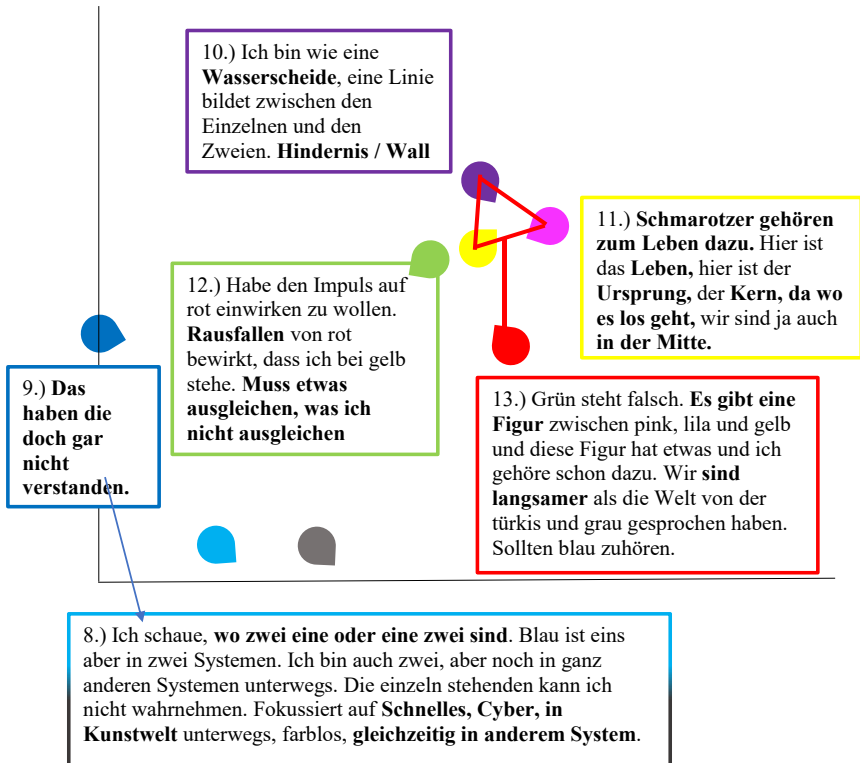 10.) Ich bin wie eine
Wasserscheide, eine Linie
bildet zwischen den
Einzelnen und den
Zweien. Hindernis / Wall
11.) Schmarotzer gehören
zum Leben dazu. Hier ist
das Leben, hier ist der
Ursprung, der Kern, da wo
es los geht, wir sind ja auch
in der Mitte.
12.) Habe den Impuls auf
rot einwirken zu wollen.
Rausfallen von rot
bewirkt, dass ich bei gelb
stehe. Muss etwas
ausgleichen, was ich
nicht ausgleichen
9.) Das
haben die
doch gar
nicht
verstanden.
13.) Grün steht falsch. Es gibt eine
Figur zwischen pink, lila und gelb
und diese Figur hat etwas und ich
gehöre schon dazu. Wir sind
langsamer als die Welt von der
türkis und grau gesprochen haben.
Sollten blau zuhören.
8.) Ich schaue, wo zwei eine oder eine zwei sind. Blau ist eins
aber in zwei Systemen. Ich bin auch zwei, aber noch in ganz
anderen Systemen unterwegs. Die einzeln stehenden kann ich
nicht wahrnehmen. Fokussiert auf Schnelles, Cyber, in
Kunstwelt unterwegs, farblos, gleichzeitig in anderem System.